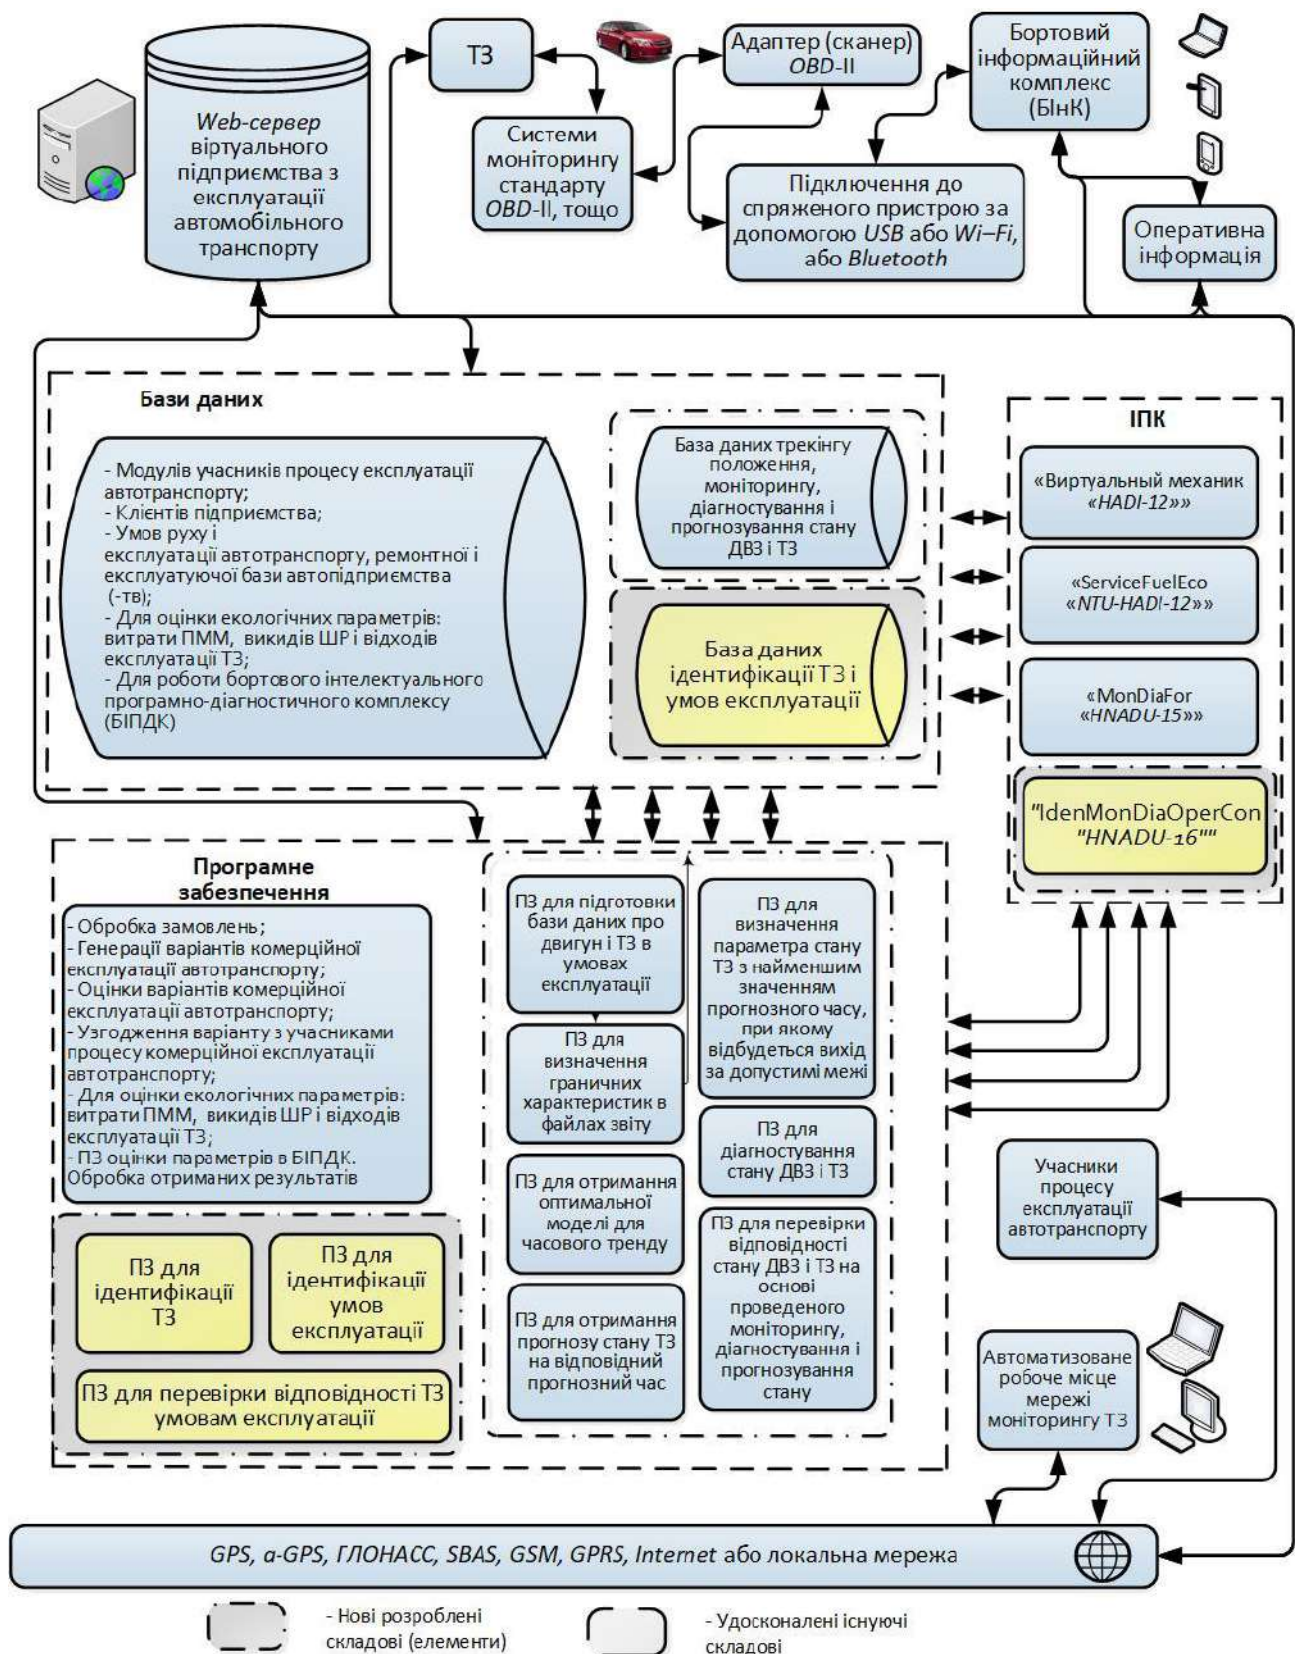 Web-сервер
віртуального
підприємства з
експлуатації
автомобільного
транспорту
ТЗ
Системи
моніторингу
стандарту
OBD-II, тощо
Адаптер (сканер)
OBD-II
Підключення до
спряженого пристрою за
допомогою USB або Wi–Fi,
або Bluetooth
Бортовий
інформаційний
комплекс
(БІнК)
Оперативна
інформація
Бази даних
- Модулів учасників процесу експлуатації
автотранспорту;
- Клієнтів підприємства;
- Умов руху і
експлуатації автотранспорту, ремонтної і
експлуатуючої бази автопідприємства
(-тв);
- Для оцінки екологічних параметрів:
витрати ПММ, викидів ШР і відходів
експлуатації ТЗ;
- Для роботи бортового інтелектуального
програмно-діагностичного комплексу
(БІПДК)
База даних трекінгу
положення,
моніторингу,
діагностування і
прогнозування стану
ДВЗ і ТЗ
База даних
ідентифікації ТЗ і
умов експлуатації
ІПК
«Виртуальный механик
«HADI-12»»
«ServiceFuelEco
«NTU-HADI-12»»
«MonDiaFor
«HNADU-15»»
"IdenMonDiaOperCon
"HNADU-16""
Програмне
забезпечення
- Обробка замовлень;
- Генерації варіантів комерційної
експлуатації автотранспорту;
- Оцінки варіантів комерційної
експлуатації автотранспорту;
- Узгодження варіанту з учасниками
процесу комерційної експлуатації
автотранспорту;
- Для оцінки екологічних параметрів:
витрати ПММ, викидів ШР і відходів
експлуатації ТЗ;
- ПЗ оцінки параметрів в БІПДК.
Обробка отриманих результатів
ПЗ для
ідентифікації
ТЗ
ПЗ для
ідентифікації
умов
експлуатації
ПЗ для перевірки відповідності ТЗ
умовам експлуатації
ПЗ для підготовки
бази даних про
двигун і ТЗ в
умовах
експлуатації
ПЗ для
визначення
граничних
характеристик в
файлах звіту
ПЗ для отримання
оптимальної
моделі для
часового тренду
ПЗ для отримання
прогнозу стану ТЗ
на відповідний
прогнозний час
ПЗ для
визначення
параметра стану
ТЗ з найменшим
значенням
прогнозного часу,
при якому
відбудеться вихід
за допустимі межі
ПЗ для
діагностування
стану ДВЗ і ТЗ
ПЗ для перевірки
відповідності
стану ДВЗ і ТЗ на
основі
проведеного
моніторингу,
діагностування і
прогнозування
стану
Учасники
процесу
експлуатації
автотранспорту
Автоматизоване
робоче місце
мережі
моніторингу ТЗ
GPS, a-GPS, ГЛОНАСС, SBAS, GSM, GPRS, Internet або локальна мережа
- Нові розроблені
складові (елементи)
- Удосконалені існуючі
складові